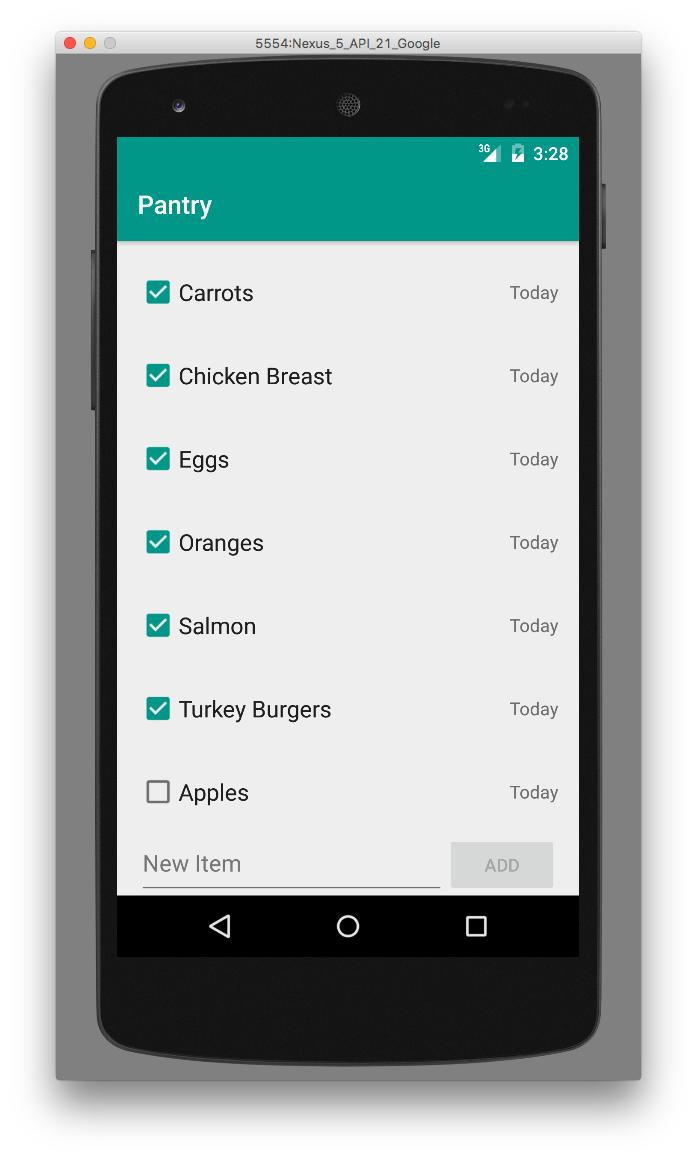 5554:Nexus_5_API_21_Google
3G 3:28
Pantry
Carrots Today
Chicken Breast Today
Eggs Today
Oranges Today
Salmon Today
Turkey Burgers Today
Apples Today
New Item ADD